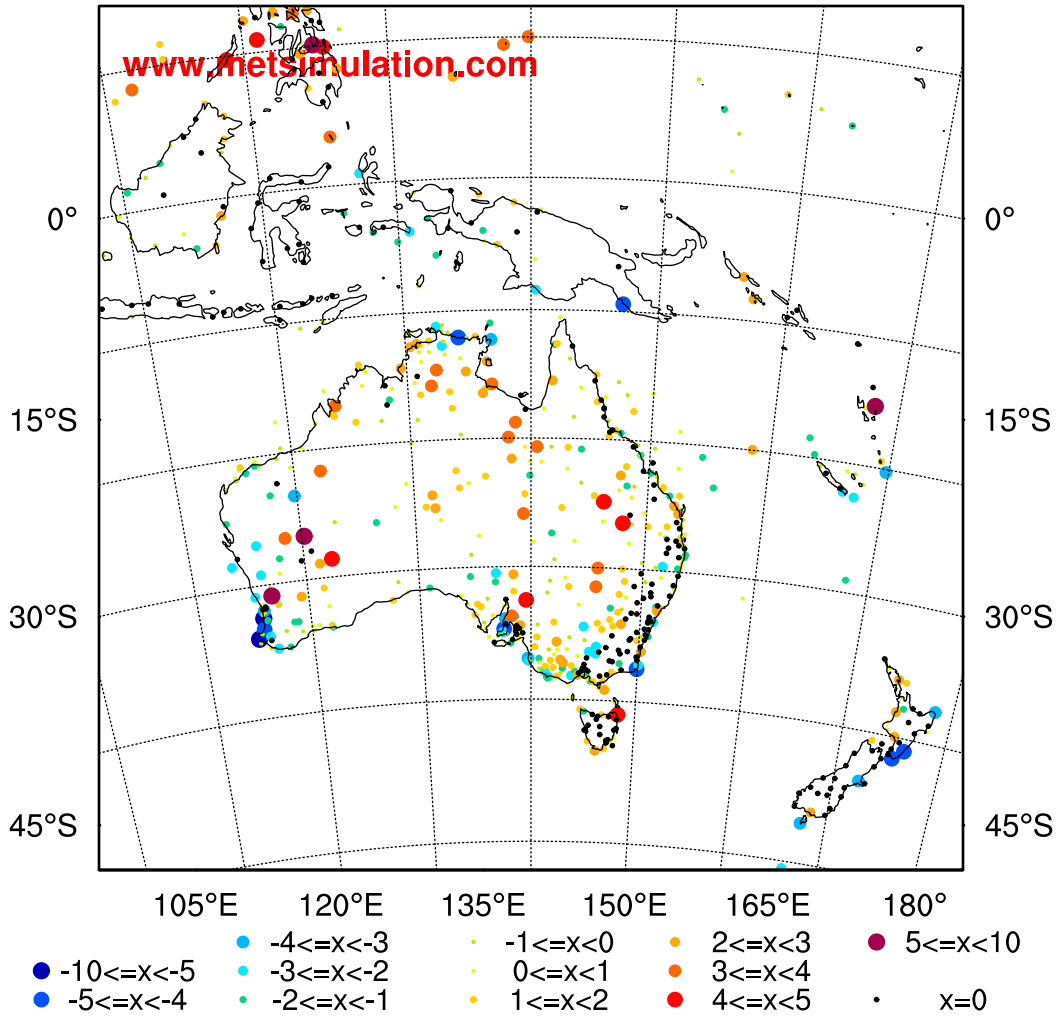 www.metsimulation.com
0° 0°
15°S 15°S
30°S 30°S
45°S 45°S
105°E 120°E 135°E 150°E 165°E 180°
-4<=x<-3 -1<=x<0 2<=x<3 5<=x<10
-10<=x<-5 -3<=x<-2 0<=x<1 3<=x<4
-5<=x<-4 -2<=x<-1 1<=x<2 4<=x<5 x=0